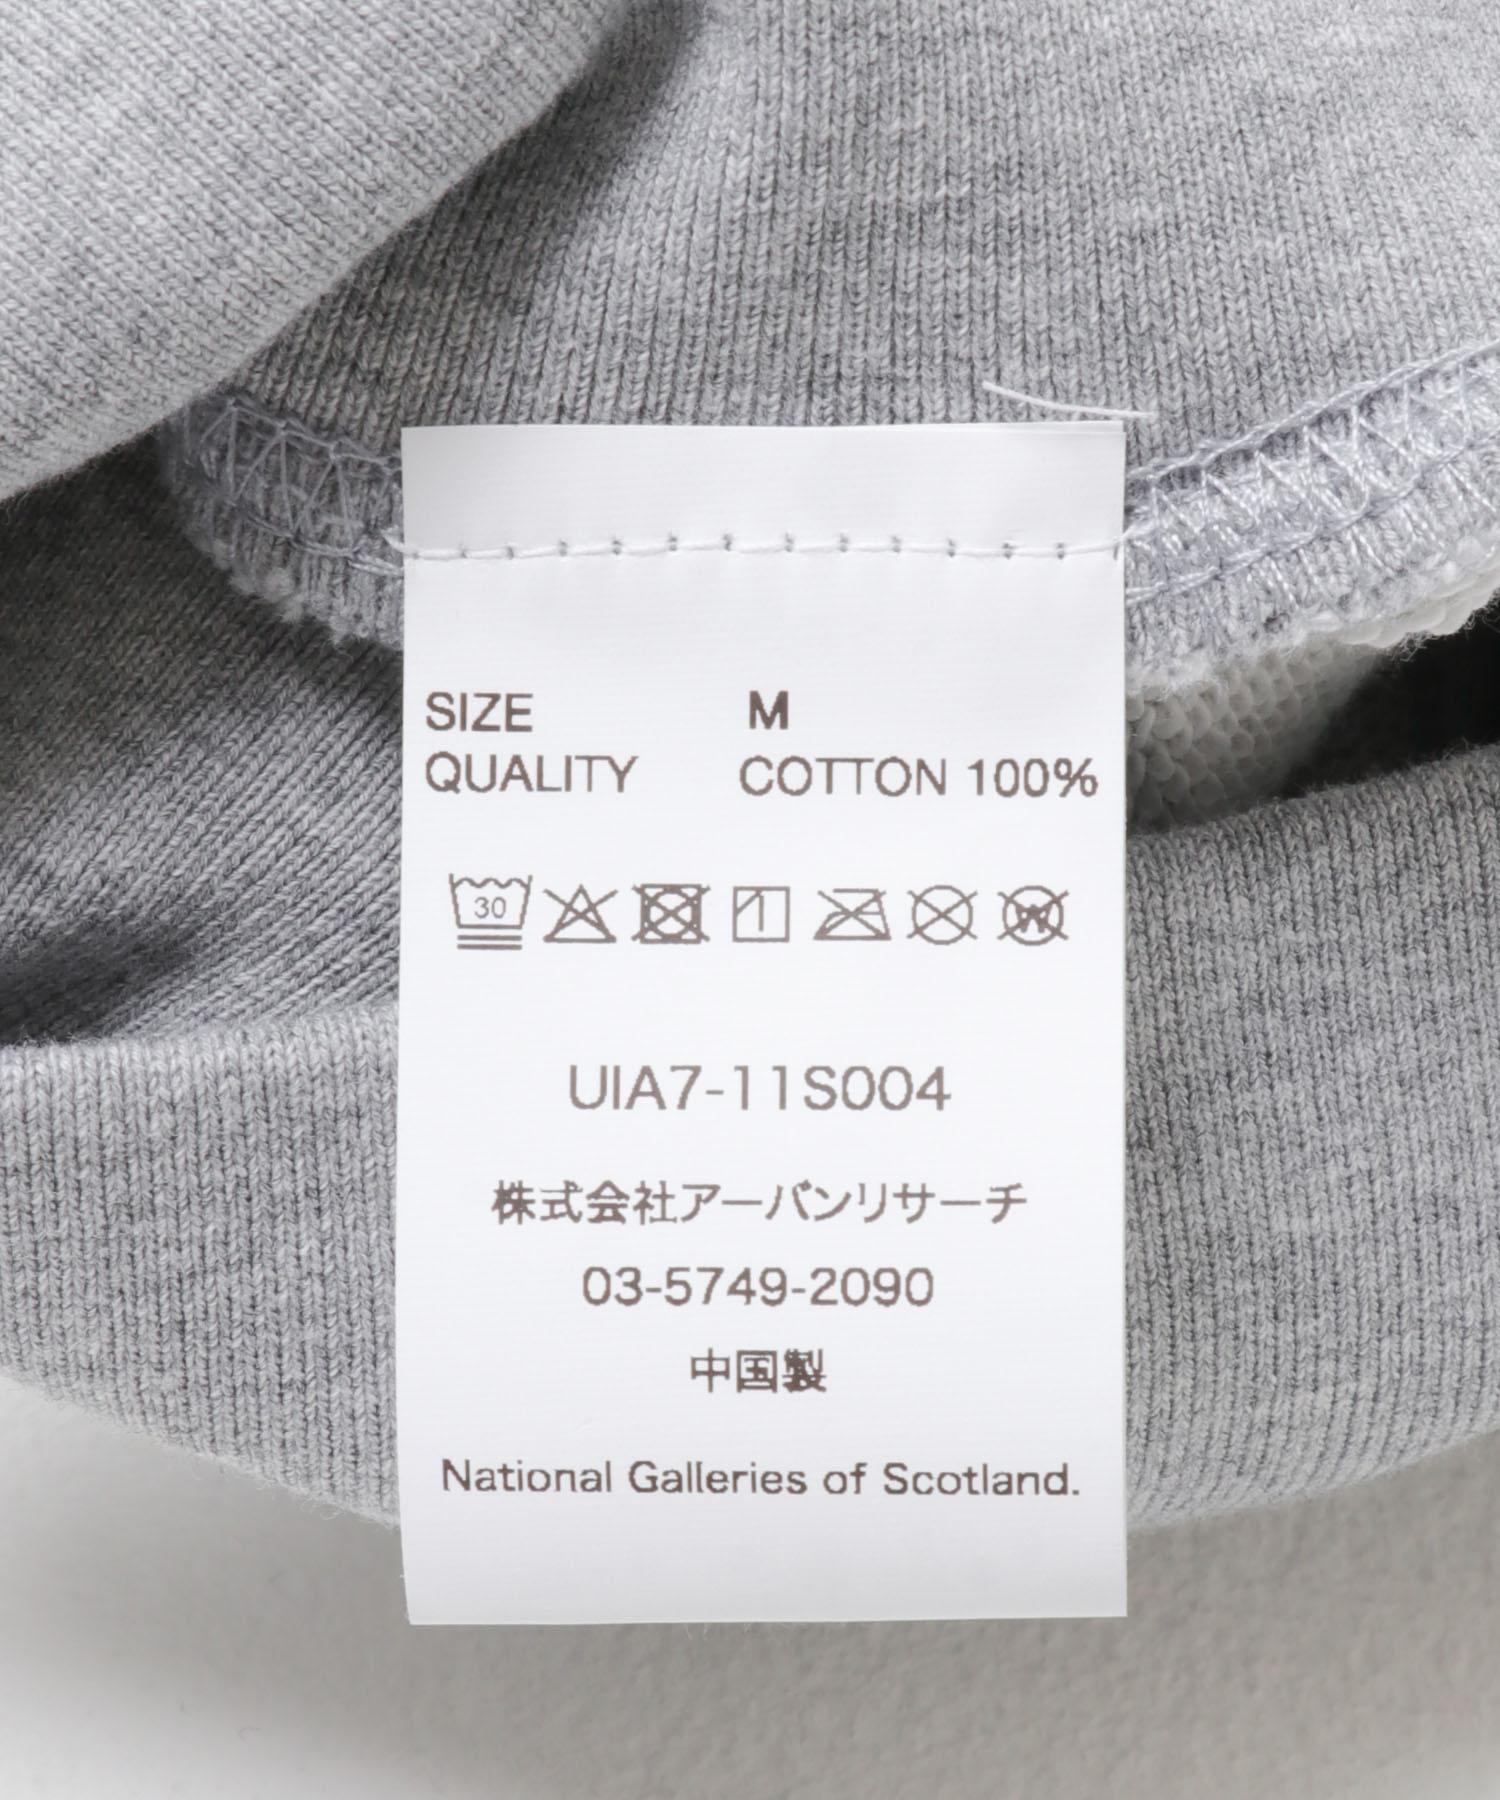 SIZE M
QUALITY COTTON 100%
30
W
UIA7-11S004
株式会社アーバンリサーチ
03-5749-2090
中国製
National Galleries of Scotland.